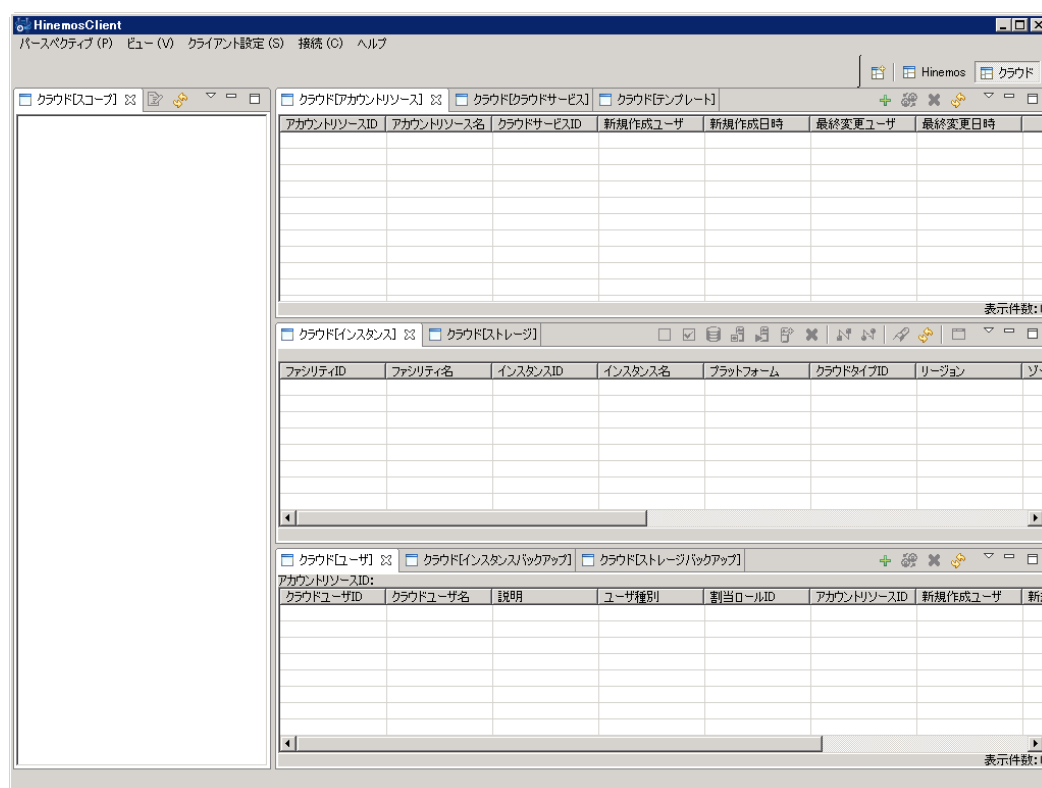 HinemosClient
パースペクティブ (P) ビュー (V) クライアント設定 (S) 接続 (C) ヘルプ
Hinemos クラウド
クラウド[スコープ]
クラウド[アカウントリソース] クラウド[クラウドサービス] クラウド[テンプレート]
アカウントリソースID アカウントリソース名 クラウドサービスID 新規作成ユーザ 新規作成日時 最終変更ユーザ 最終変更日時
表示件数:
クラウド[インスタンス] クラウド[ストレージ]
ファシリティID ファシリティ名 インスタンスID インスタンス名 プラットフォーム クラウドタイプID リージョン
クラウド[ユーザ] クラウド[インスタンスバックアップ] クラウド[ストレージバックアップ]
アカウントリソースID:
クラウドユーザID クラウドユーザ名 説明 ユーザ種別 割当ロールID アカウントリソースID 新規作成ユーザ
表示件数: